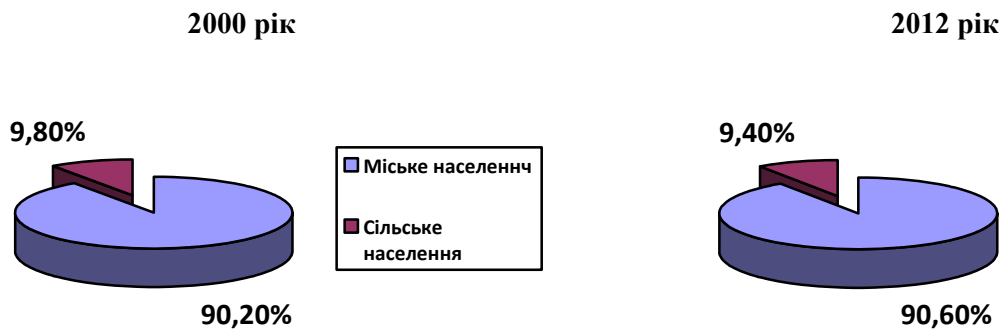 2000 рік
2012 рік
9,80%
Міське населеннч
Сільське
населення
90,20%
9,40%
90,60%